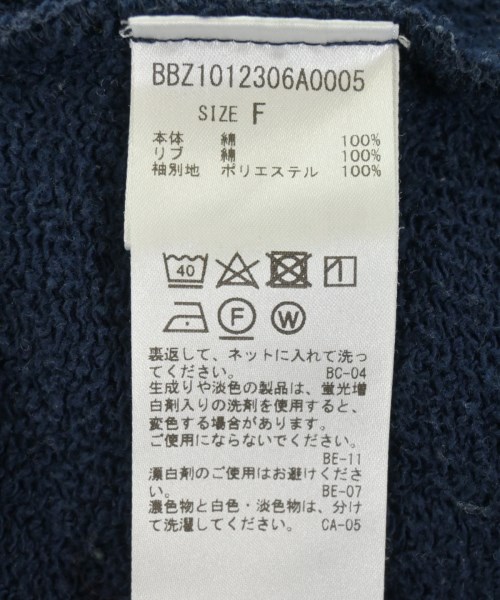 BBZ1012306A0005
SIZE F
本体 綿 100%
リブ 綿 100%
袖別地 ポリエステル 100%
40
F W
裏返して、ネットに入れて洗っ
てください。 BC-04
生成りや淡色の製品は、蛍光増
白剤入りの洗剤を使用すると、
変色する場合があります。
ご使用にならないでください。
BE-11
漂白剤のご使用はお避けくださ
い。 BE-07
濃色物と白色・淡色物は、分け
て洗濯してください。 CA-05